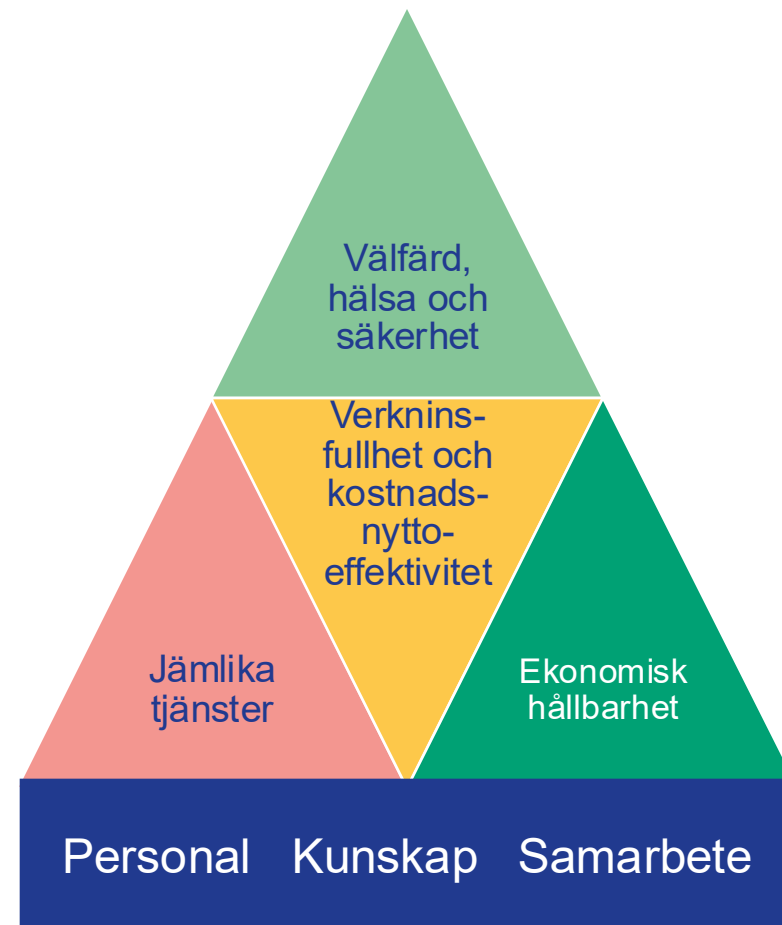 Välfärd,
hälsa och
säkerhet
Verknins-
fullhet och
kostnads-
nytto-
effektivitet
Jämlika
tjänster
Ekonomisk
hållbarhet
Personal Kunskap Samarbete